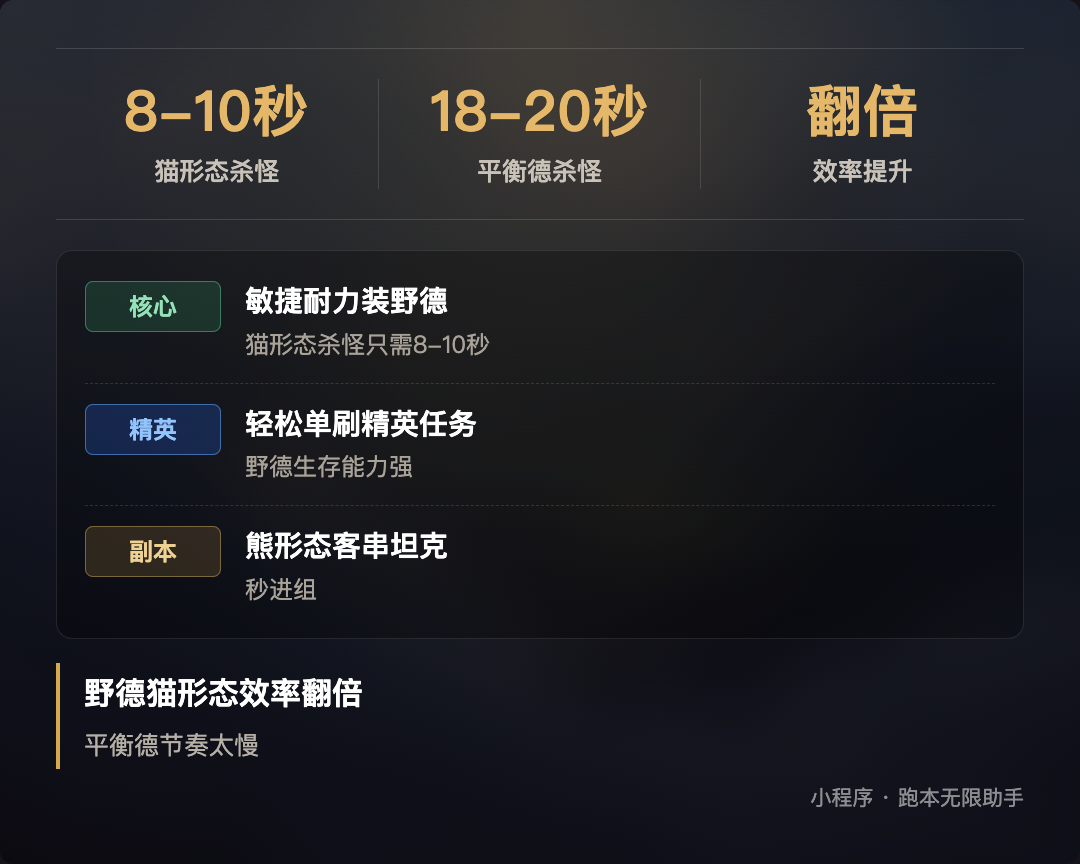 8–10秒
猫形态杀怪
18–20秒
平衡德杀怪
翻倍
效率提升
核心
敏捷耐力装野德
猫形态杀怪只需8–10秒
精英
轻松单刷精英任务
野德生存能力强
副本
熊形态客串坦克
秒进组
野德猫形态效率翻倍
平衡德节奏太慢
小程序 · 跑本无限助手